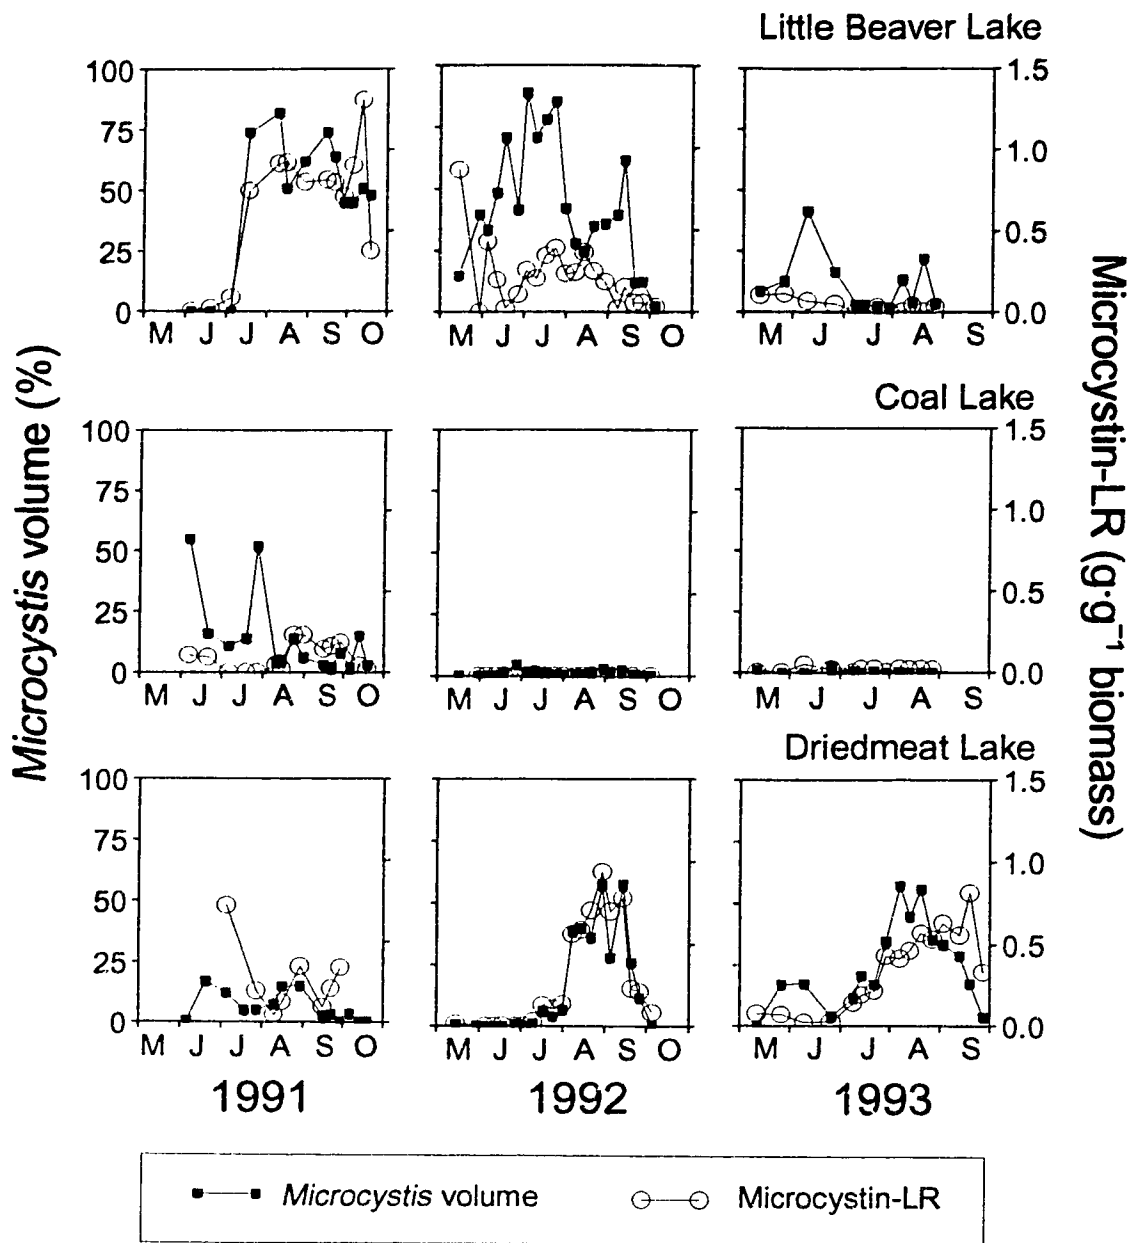 Little Beaver Lake
100
75
50
25
0
1.5
1.0
0.5
0.0
M J J A S O
M J J A S O
M J J A S
Coal Lake
100
75
50
25
0
1.5
1.0
0.5
0.0
M J J A S O
M J J A S O
M J J A S
Driedmeat Lake
100
75
50
25
0
1.5
1.0
0.5
0.0
M J J A S O
M J J A S O
M J J A S
1991 1992 1993
Microcystis volume (%)
Microcystin-LR (g·g⁻¹ biomass)
Microcystis volume
Microcystin-LR